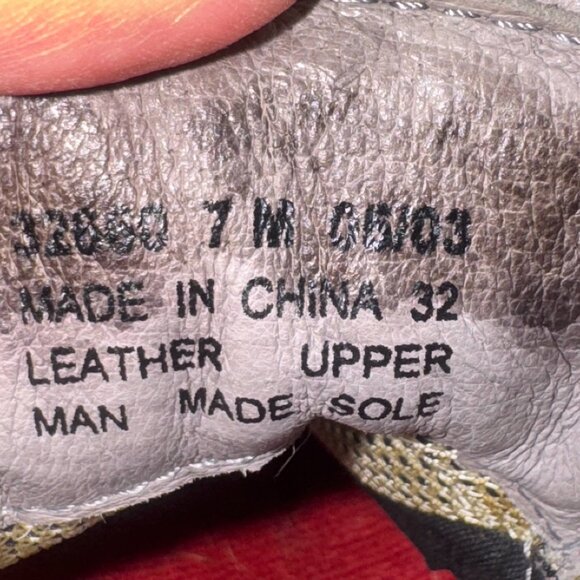 7 M 05/03
MADE IN CHINA 32
LEATHER UPPER
MAN MADE SOLE